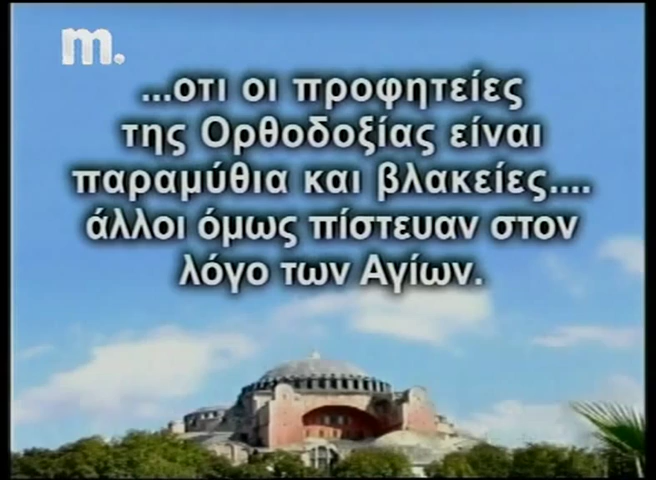 m.
...οτι οι προφητείες
της Ορθοδοξίας είναι
παραμύθια και βλακείες....
άλλοι όμως πίστευαν στον
λόγο των Αγίων.